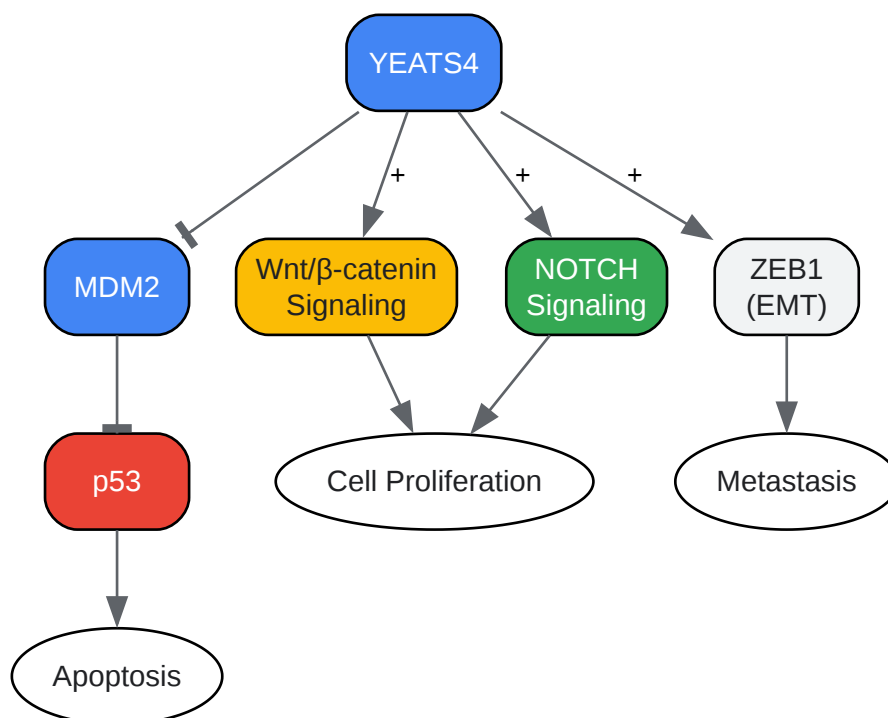 YEATS4
+
+
+
MDM2
Wnt/β-catenin
Signaling
NOTCH
Signaling
ZEB1
(EMT)
p53
Cell Proliferation
Metastasis
Apoptosis